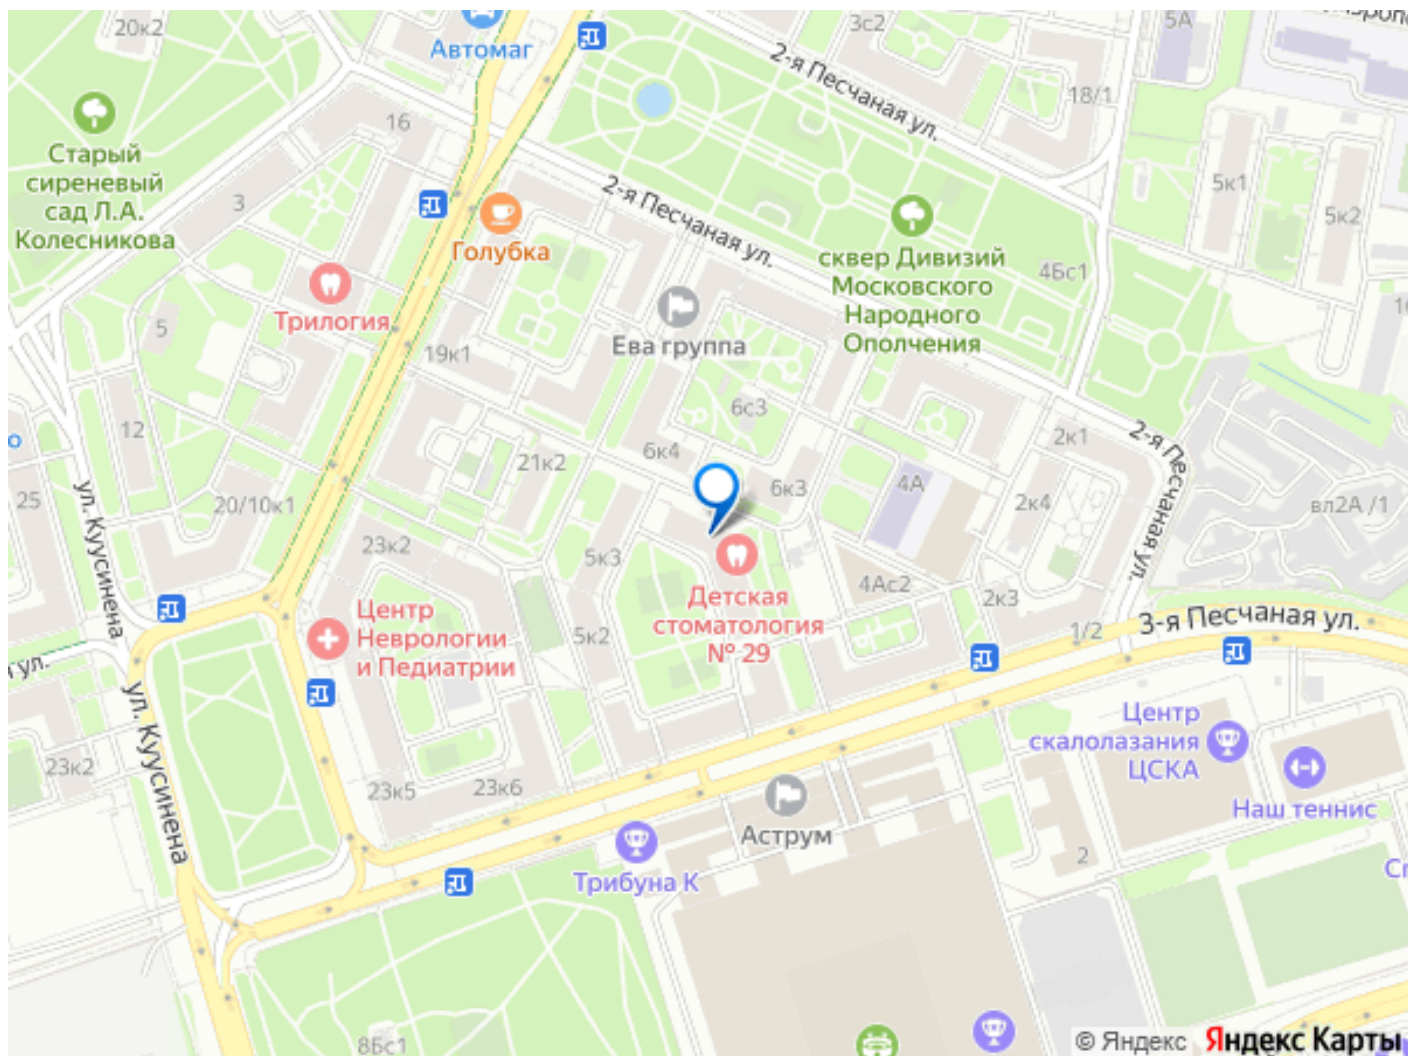 20к2
Автомаг
3с2
5А
2-я Песчаная ул.
18/1
16
Старый
сиреневый
сад Л.А.
Колесникова
3
Голубка
2-я Песчаная ул.
5к1
5к2
сквер Дивизий
Московского
Народного
Ополчения
4Бс1
Трилогия
5
19к1
Ева группа
6с3
12
21к2
6к4
6к3
4А
2к1
2-я Песчаная ул.
2к4
вл2А /1
25
ул. Куусинена
20/10к1
23к2
5к3
Детская
стоматология
№ 29
4Ас2
2к3
1/2
3-я Песчаная ул.
Центр
Неврологии
и Педиатрии
5к2
ул.
ул. Куусинена
23к2
23к5
23к6
Центр
скалолазания
ЦСКА
Наш теннис
Аструм
Трибуна К
2
8Бс1
© Яндекс
Яндекс Карты